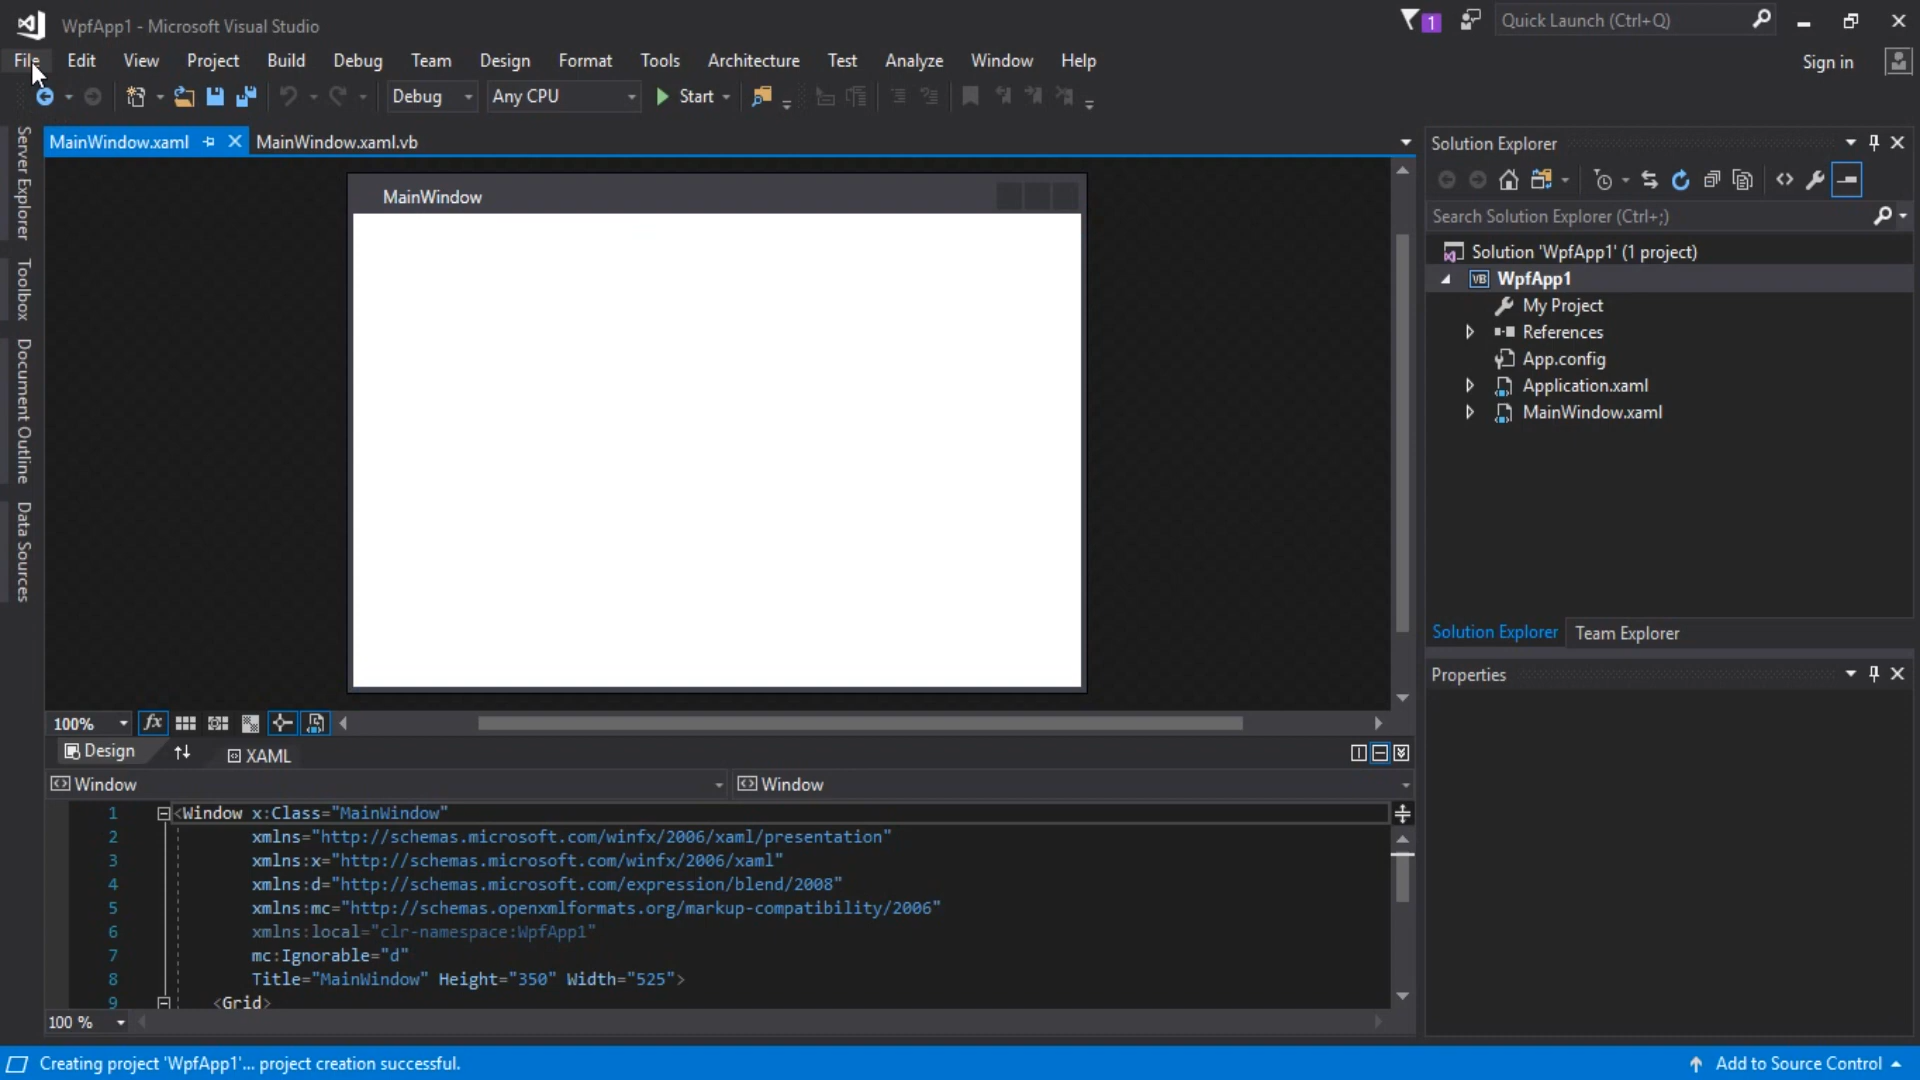 WpfApp1 - Microsoft Visual Studio
1
Quick Launch (Ctrl+Q)
File Edit View Project Build Debug Team Design Format Tools Architecture Test Analyze Window Help
Sign in
Debug
Any CPU
Start
Server Explorer
Toolbox
Document Outline
Data Sources
MainWindow.xaml
MainWindow.xaml.vb
MainWindow
100%
fx
Design
XAML
Window
Window
1 <Window x:Class="MainWindow"
2 xmlns="http://schemas.microsoft.com/winfx/2006/xaml/presentation"
3 xmlns:x="http://schemas.microsoft.com/winfx/2006/xaml"
4 xmlns:d="http://schemas.microsoft.com/expression/blend/2008"
5 xmlns:mc="http://schemas.openxmlformats.org/markup-compatibility/2006"
6 xmlns:local="clr-namespace:WpfApp1"
7 mc:Ignorable="d"
8 Title="MainWindow" Height="350" Width="525">
9 <Grid>
100 %
Solution Explorer
Search Solution Explorer (Ctrl+;)
Solution 'WpfApp1' (1 project)
VB WpfApp1
My Project
References
App.config
Application.xaml
MainWindow.xaml
Solution Explorer
Team Explorer
Properties
Creating project 'WpfApp1'... project creation successful.
Add to Source Control